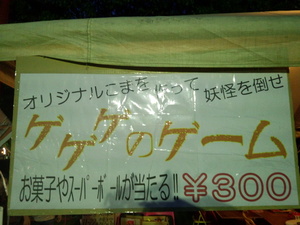 オリジナルこまを って妖怪を倒せ
ゲゲゲのゲーム
お菓子やスーパーボールが当たる!! ¥300